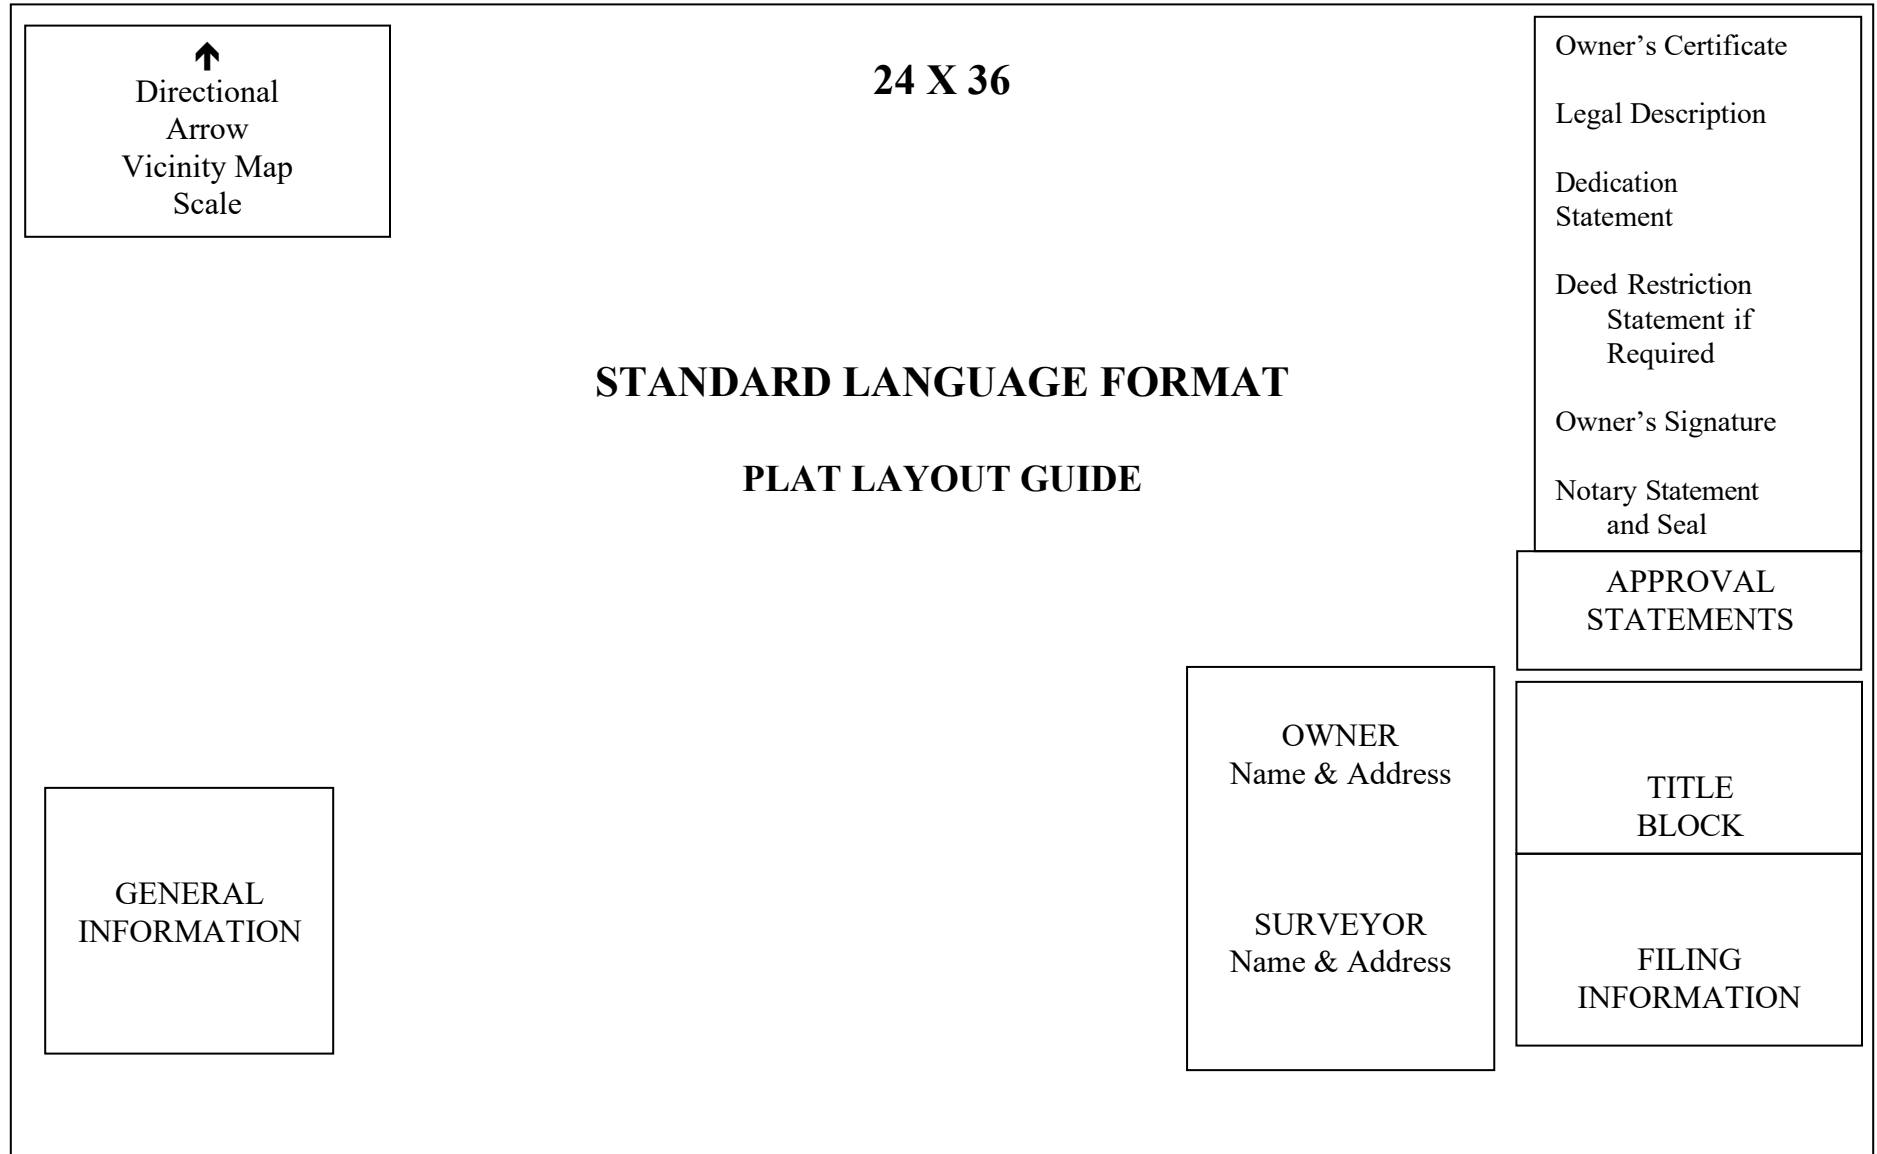 Directional
Arrow
Vicinity Map
Scale
24 X 36
STANDARD LANGUAGE FORMAT
PLAT LAYOUT GUIDE
Owner’s Certificate
Legal Description
Dedication
Statement
Deed Restriction
Statement if
Required
Owner’s Signature
Notary Statement
and Seal
APPROVAL
STATEMENTS
OWNER
Name & Address
SURVEYOR
Name & Address
TITLE
BLOCK
FILING
INFORMATION
GENERAL
INFORMATION